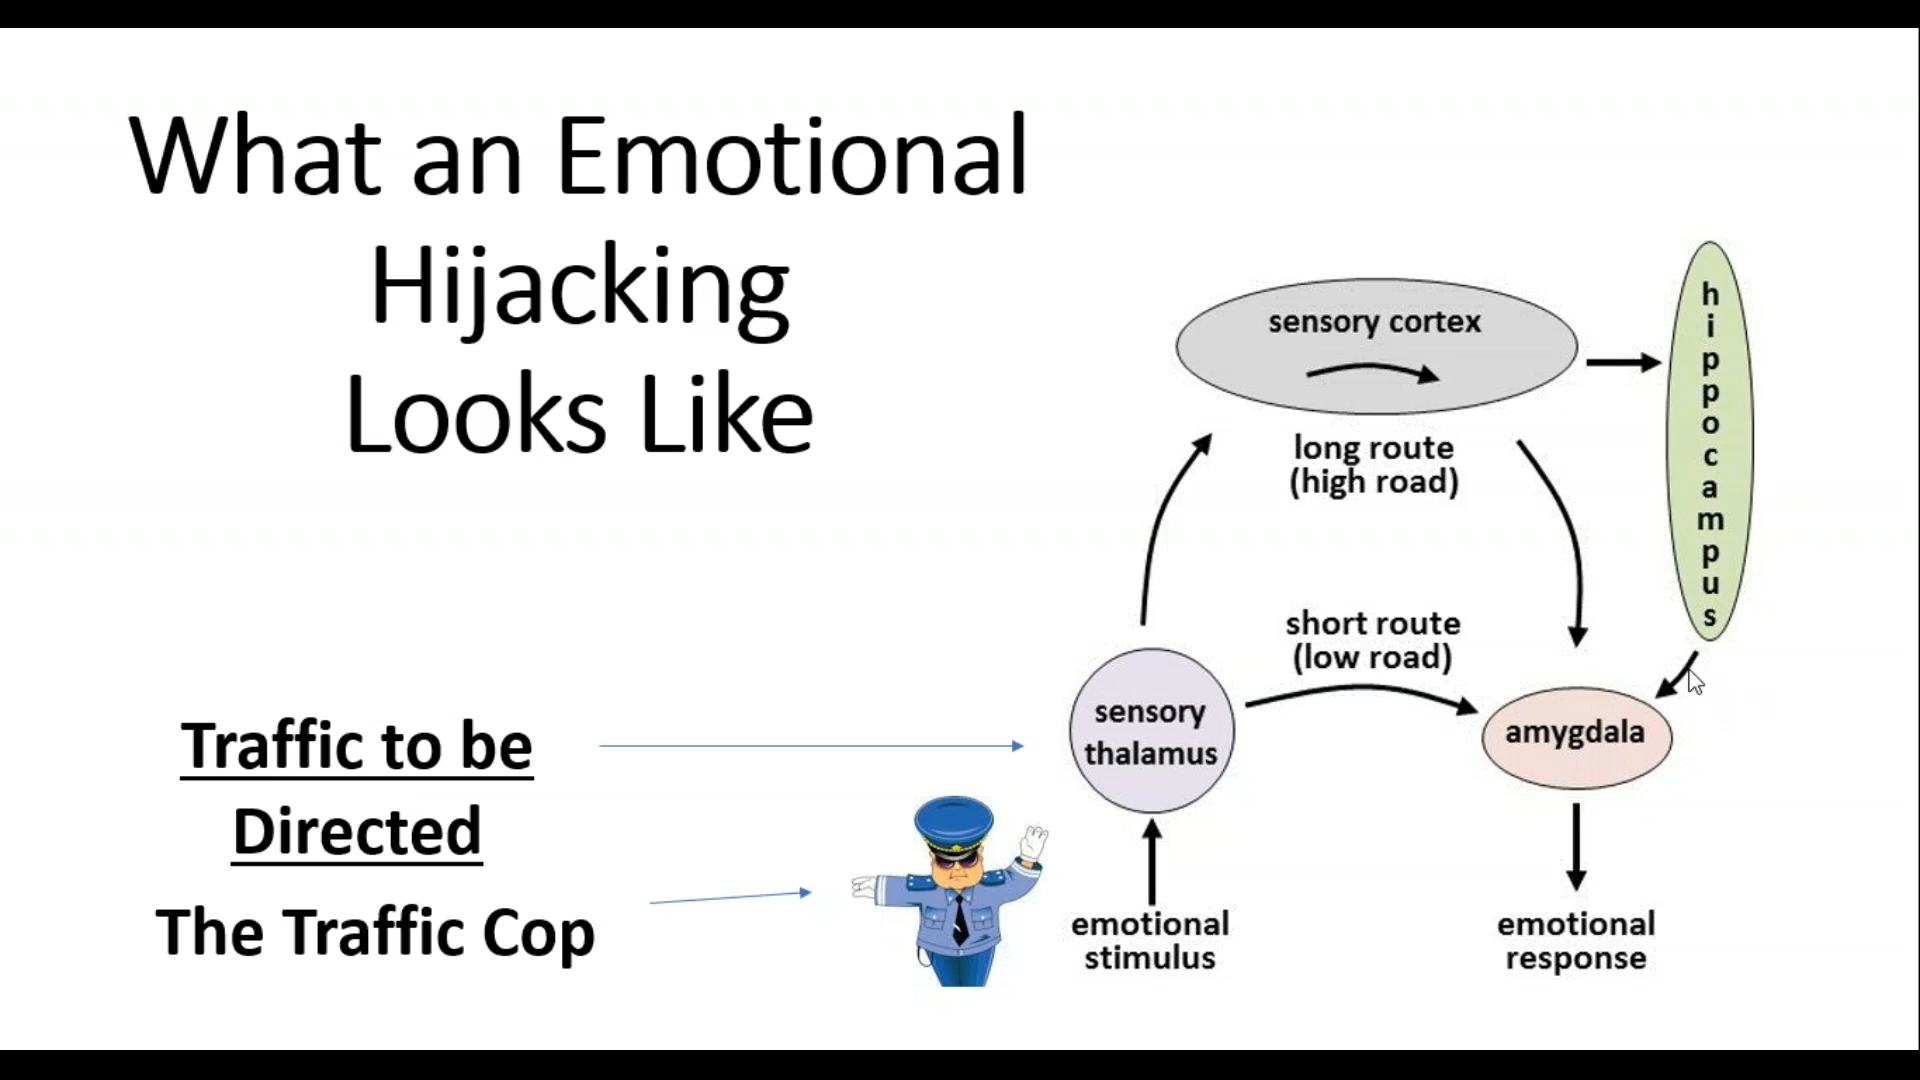 What an Emotional
Hijacking
Looks Like
sensory cortex
long route
(high road)
hippocampus
short route
(low road)
sensory
thalamus
amygdala
Traffic to be
Directed
The Traffic Cop
emotional
stimulus
emotional
response